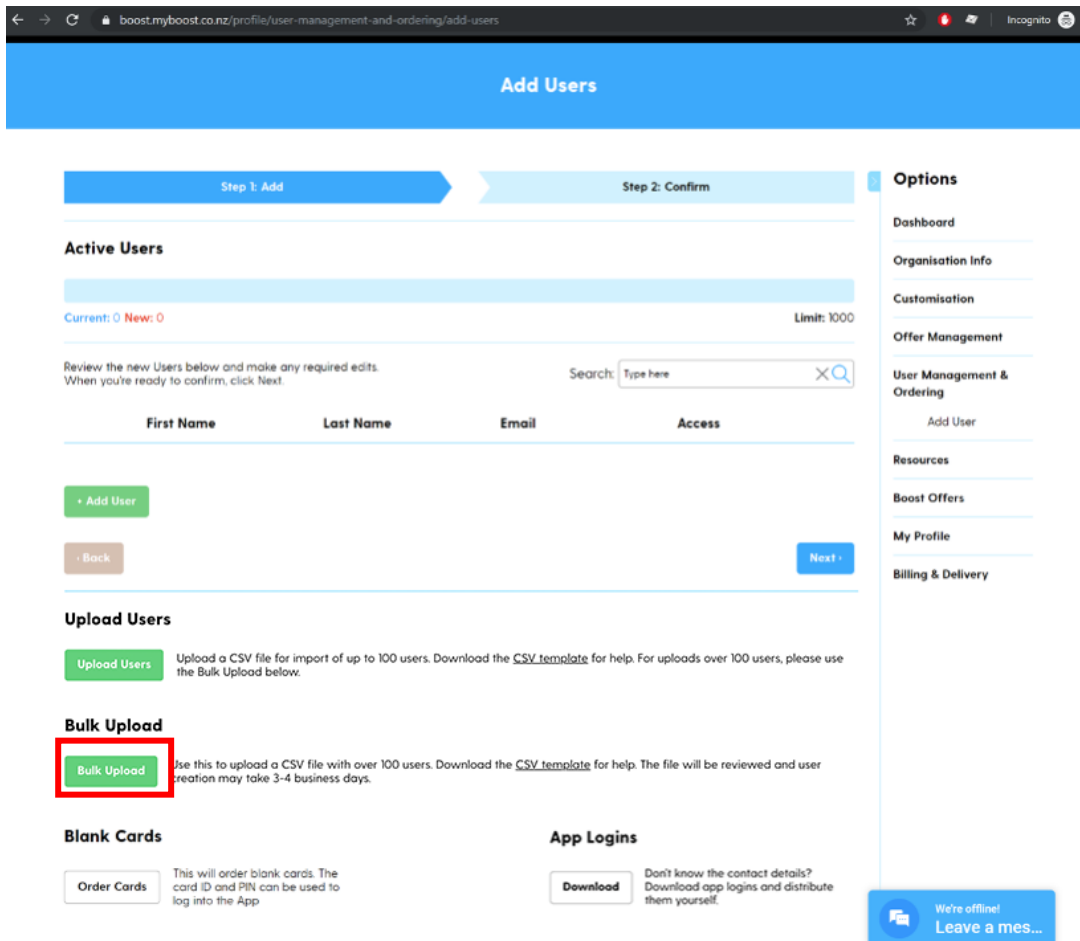 boost.myboost.co.nz/profile/user-management-and-ordering/add-users
Incognito
Add Users
Step 1: Add
Step 2: Confirm
Active Users
Current: 0 New: 0
Limit: 1000
Review the new Users below and make any required edits.
When you're ready to confirm, click Next.
Search:
Type here
First Name
Last Name
Email
Access
+ Add User
‹ Back
Next ›
Upload Users
Upload Users
Upload a CSV file for import of up to 100 users. Download the CSV template for help. For uploads over 100 users, please use
the Bulk Upload below.
Bulk Upload
Bulk Upload
Use this to upload a CSV file with over 100 users. Download the CSV template for help. The file will be reviewed and user
creation may take 3-4 business days.
Blank Cards
Order Cards
This will order blank cards. The
card ID and PIN can be used to
log into the App
App Logins
Download
Don't know the contact details?
Download app logins and distribute
them yourself.
Options
Dashboard
Organisation Info
Customisation
Offer Management
User Management &
Ordering
Add User
Resources
Boost Offers
My Profile
Billing & Delivery
We're offline!
Leave a mes...